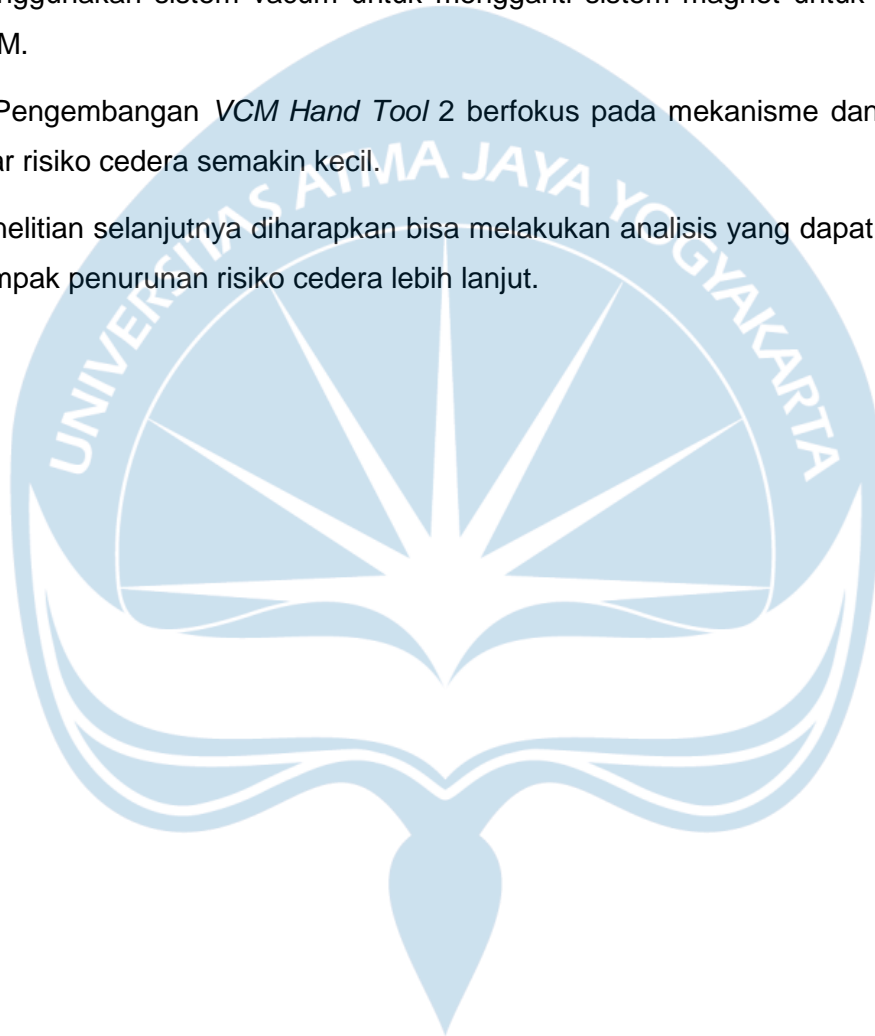 nggunakan sistem vacum untuk mengganti sistem magnet untuk
M.
Pengembangan VCM Hand Tool 2 berfokus pada mekanisme dan
ar risiko cedera semakin kecil.
nelitian selanjutnya diharapkan bisa melakukan analisis yang dapat
mpak penurunan risiko cedera lebih lanjut.
UNIVERSITAS ATMA JAYA YOGYAKARTA